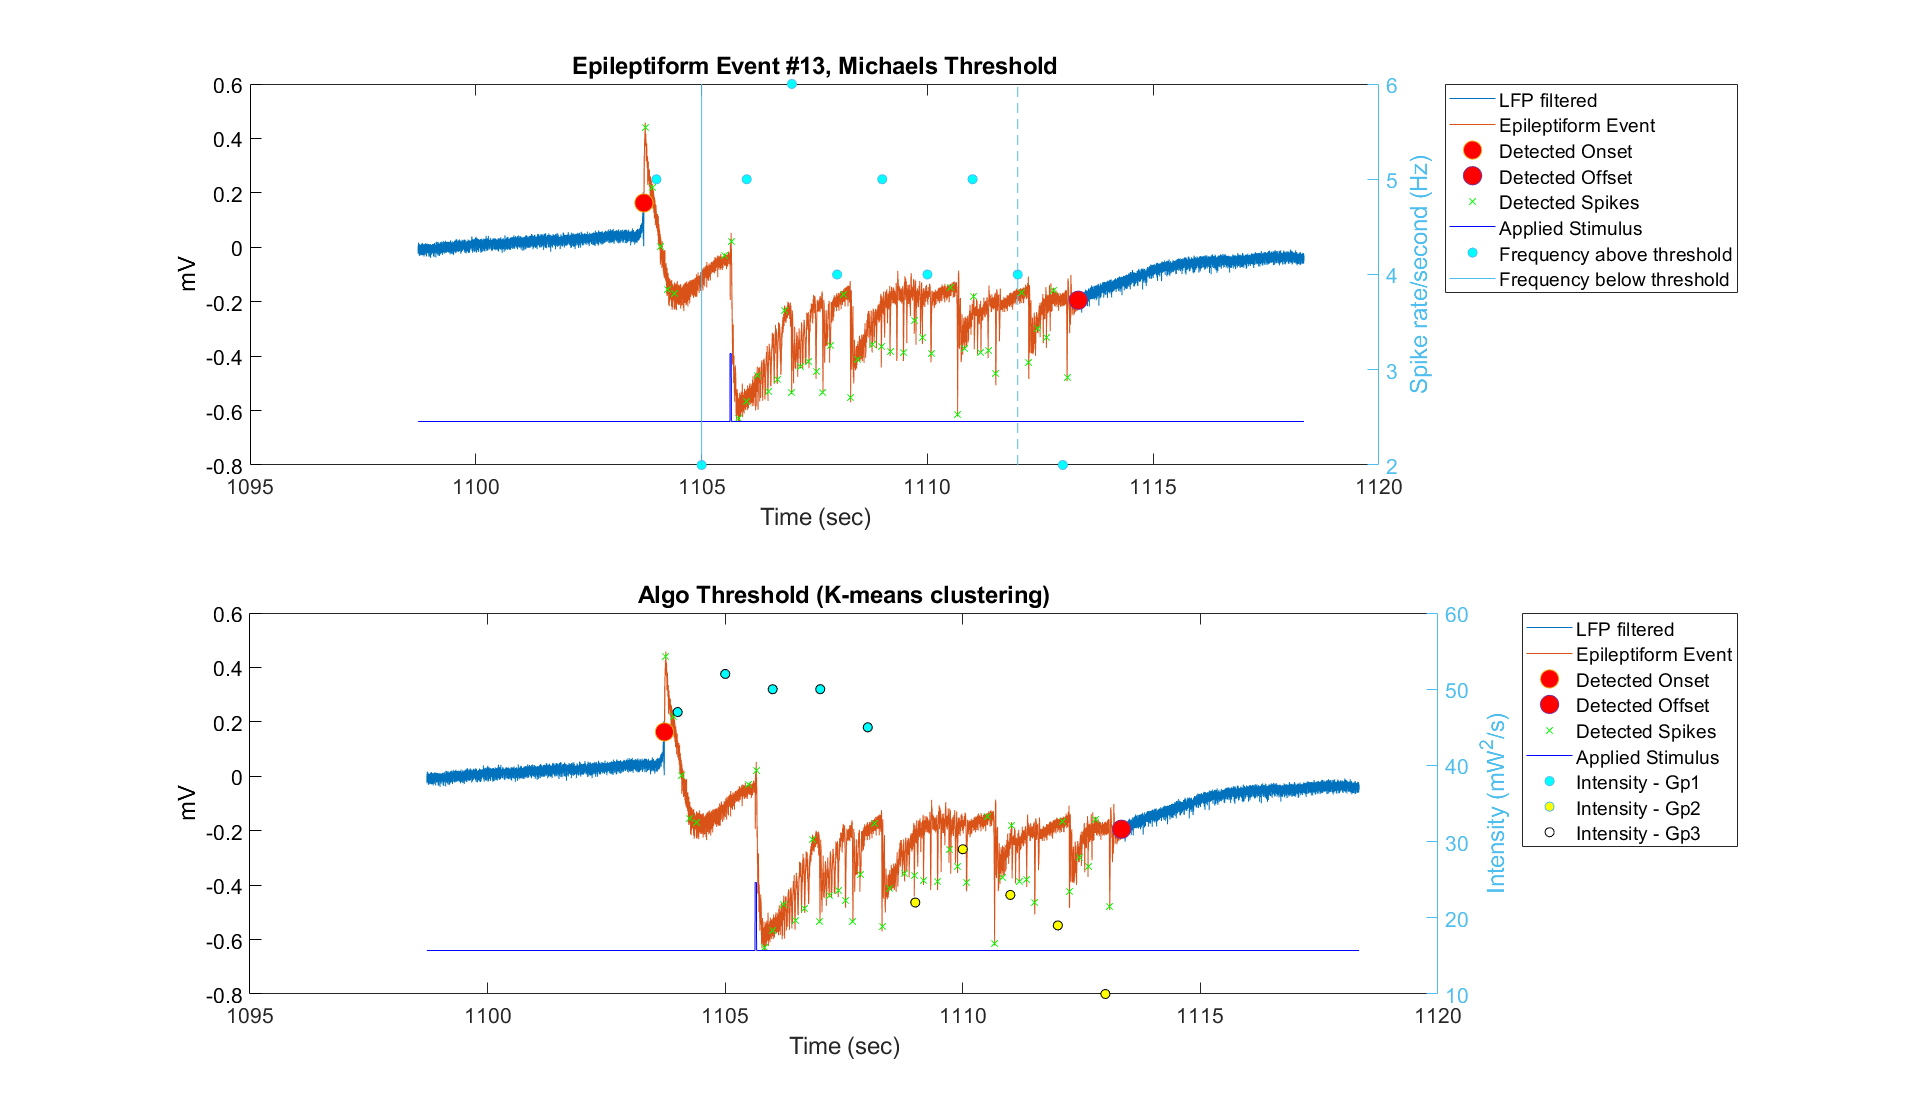 Epileptiform Event #13, Michaels Threshold
0.6
0.4
0.2
0
-0.2
-0.4
-0.6
-0.8
mV
1095
1100
1105
1110
1115
1120
Time (sec)
6
5
4
3
2
Spike rate/second (Hz)
LFP filtered
Epileptiform Event
Detected Onset
Detected Offset
Detected Spikes
Applied Stimulus
Frequency above threshold
Frequency below threshold
Algo Threshold (K-means clustering)
0.6
0.4
0.2
0
-0.2
-0.4
-0.6
-0.8
mV
1095
1100
1105
1110
1115
1120
Time (sec)
60
50
40
30
20
10
Intensity (mW²/s)
LFP filtered
Epileptiform Event
Detected Onset
Detected Offset
Detected Spikes
Applied Stimulus
Intensity - Gp1
Intensity - Gp2
Intensity - Gp3